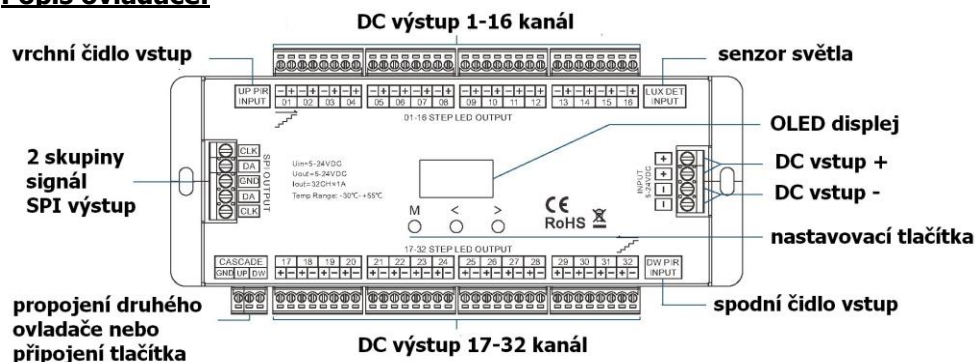 Popis ovladače:
DC výstup 1-16 kanál
vrchní čidlo vstup
senzor světla
UP PIR
INPUT
- + - + - + - +
01 02 03 04
- + - + - + - +
05 06 07 08
- + - + - + - +
09 10 11 12
- + - + - + - +
13 14 15 16
LUX DET
INPUT
01-16 STEP LED OUTPUT
OLED displej
2 skupiny
signál
SPI výstup
CLK
DA
GND
DA
CLK
SPI OUTPUT
Uin=5-24VDC
Uout=5-24VDC
Iout=32CH×1A
Temp Range: -30℃-+55℃
M < >
CE
RoHS
INPUT
5-24VDC
+
+
I
I
DC vstup +
DC vstup -
nastavovací tlačítka
17-32 STEP LED OUTPUT
CASCADE
GND UP DW
17 18 19 20
+ - + - + - + -
21 22 23 24
+ - + - + - + -
25 26 27 28
+ - + - + - + -
29 30 31 32
+ - + - + - + -
DW PIR
INPUT
propojení druhého
ovladače nebo
připojení tlačítka
spodní čidlo vstup
DC výstup 17-32 kanál